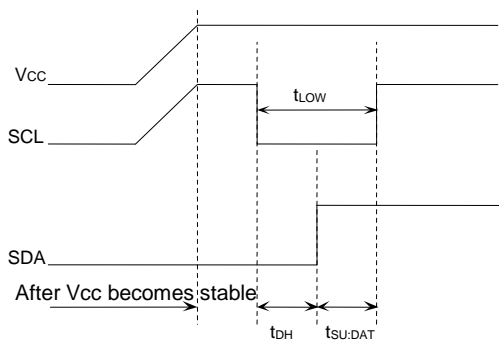 Vcc
tLOW
SCL
SDA
After Vcc becomes stable
tDH
tSU:DAT